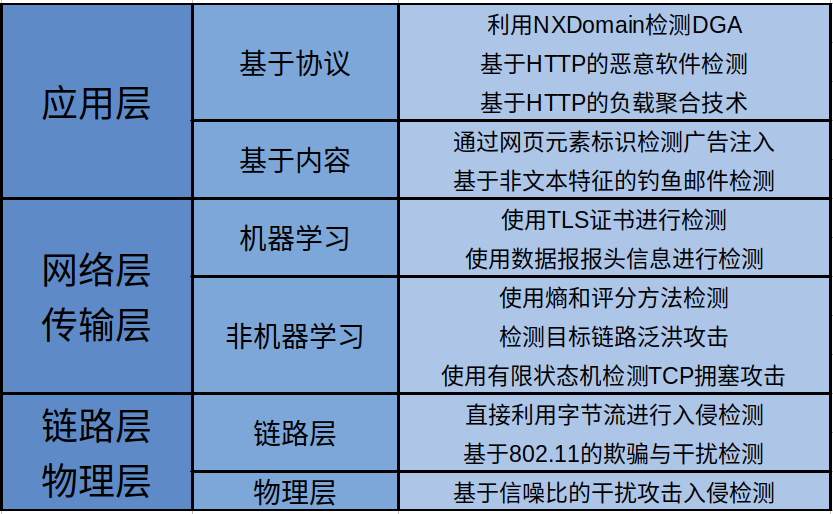 应用层
基于协议
利用NXDomain检测DGA
基于HTTP的恶意软件检测
基于HTTP的负载聚合技术
基于内容
通过网页元素标识检测广告注入
基于非文本特征的钓鱼邮件检测
网络层
传输层
机器学习
使用TLS证书进行检测
使用数据报报头信息进行检测
非机器学习
使用熵和评分方法检测
检测目标链路泛洪攻击
使用有限状态机检测TCP拥塞攻击
链路层
物理层
链路层
直接利用字节流进行入侵检测
基于802.11的欺骗与干扰检测
物理层
基于信噪比的干扰攻击入侵检测